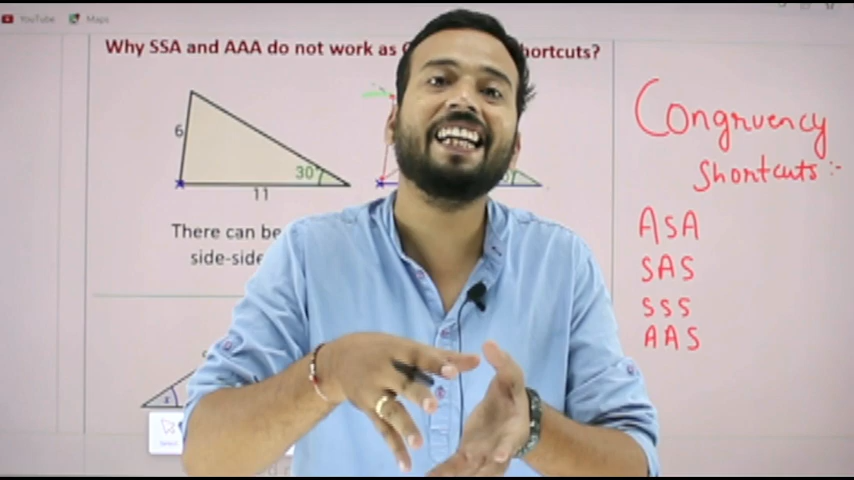 YouTube Maps
Why SSA and AAA do not work as
6
30°
11
There can be
side-side
Select
Congruency
Shortcuts :-
ASA
SAS
SSS
AAS